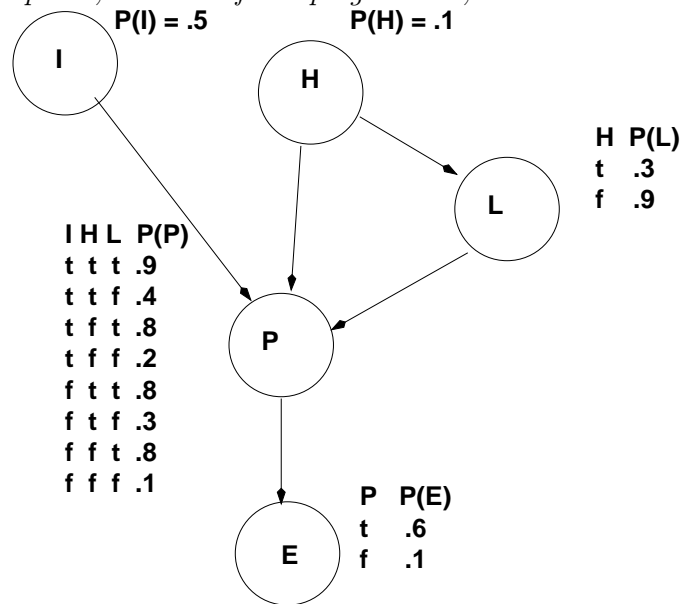 P(I) = .5
P(H) = .1
I
H
H P(L)
t .3
f .9
L
I H L P(P)
t t t .9
t t f .4
t f t .8
t f f .2
f t t .8
f t f .3
f f t .8
f f f .1
P
P P(E)
t .6
f .1
E